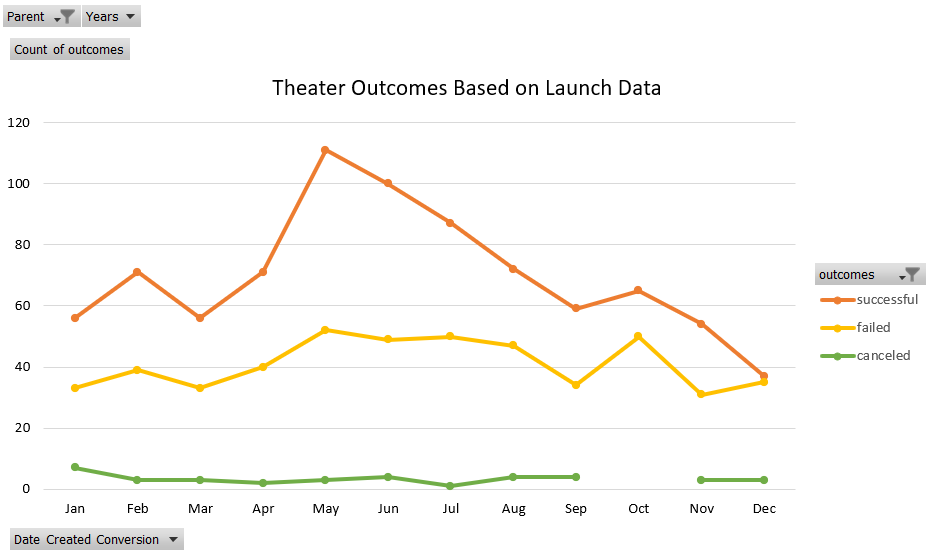 Parent Years
Count of outcomes
Theater Outcomes Based on Launch Data
120
100
80
60
40
20
0
Jan Feb Mar Apr May Jun Jul Aug Sep Oct Nov Dec
outcomes
successful
failed
canceled
Date Created Conversion